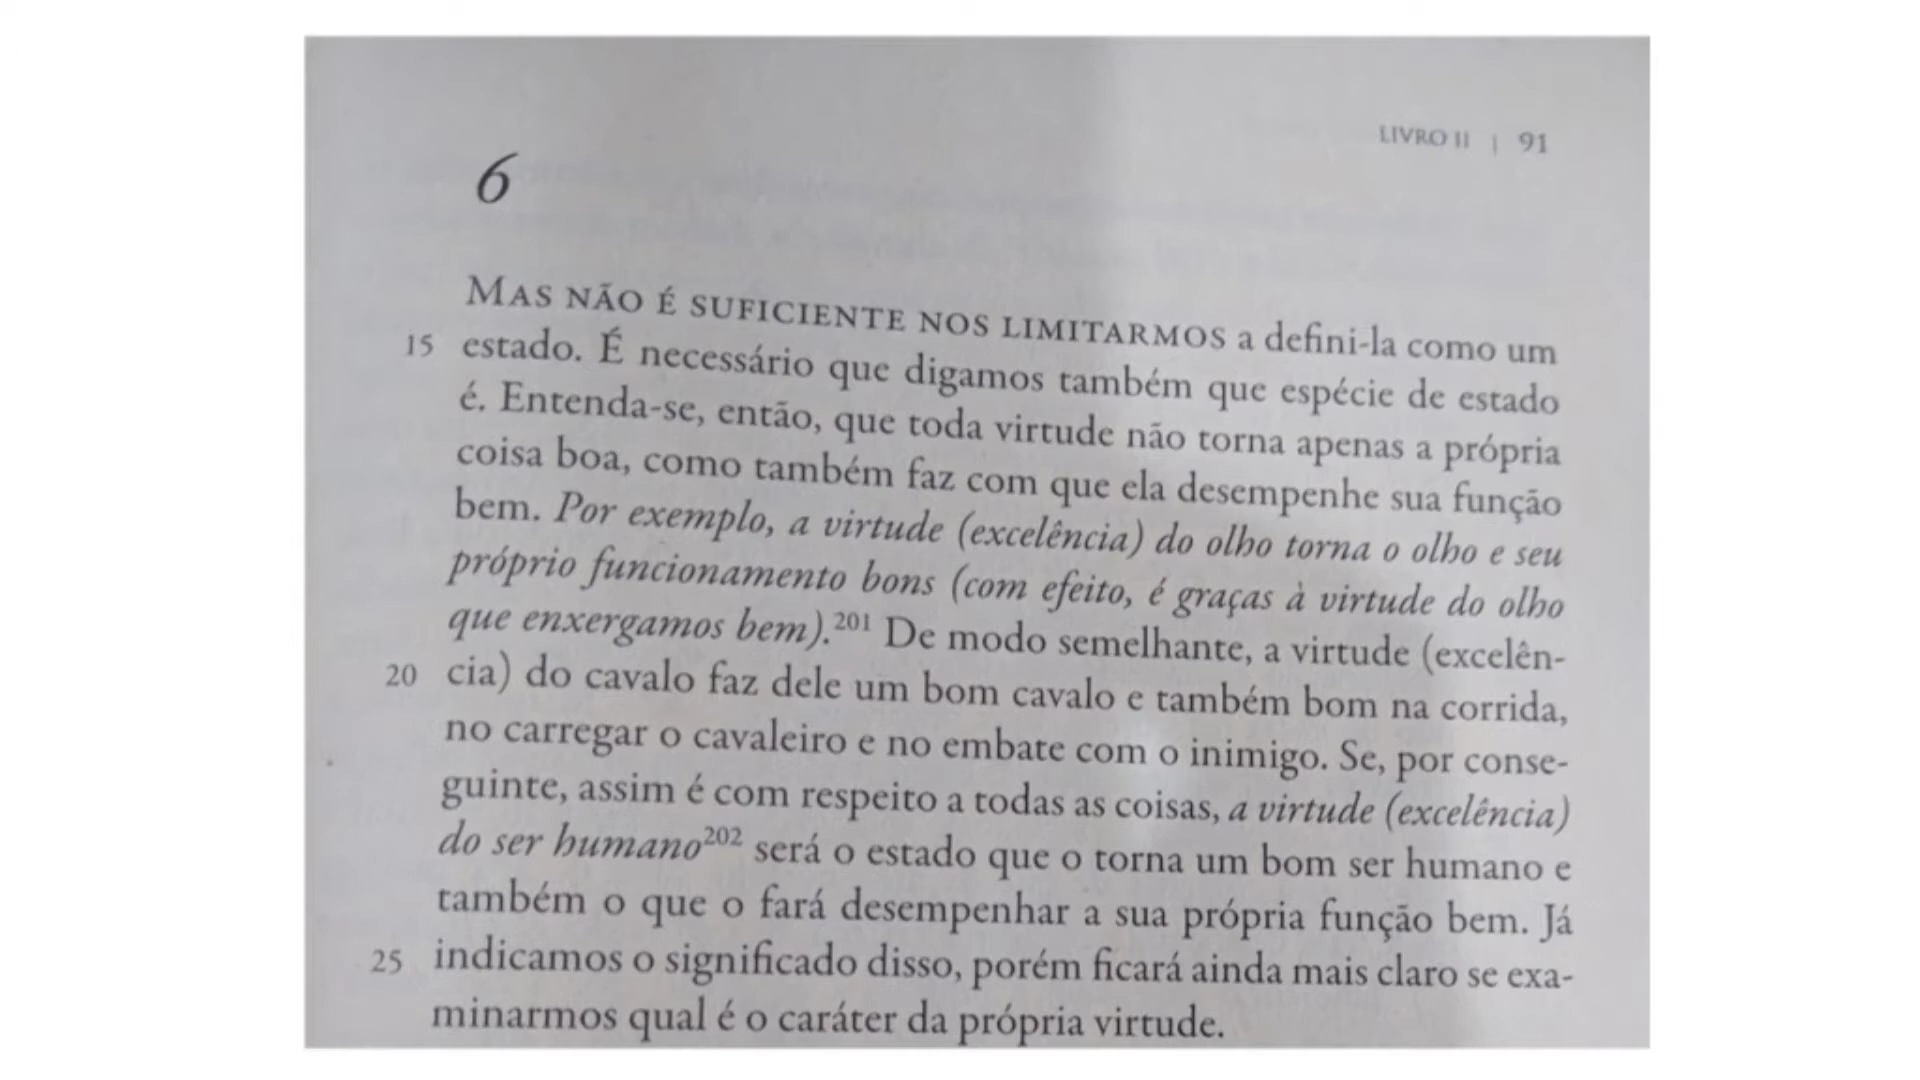 LIVRO II | 91
6
MAS NÃO É SUFICIENTE NOS LIMITARMOS a defini-la como um
15 estado. É necessário que digamos também que espécie de estado
é. Entenda-se, então, que toda virtude não torna apenas a própria
coisa boa, como também faz com que ela desempenhe sua função
bem. Por exemplo, a virtude (excelência) do olho torna o olho e seu
próprio funcionamento bons (com efeito, é graças à virtude do olho
que enxergamos bem).201 De modo semelhante, a virtude (excelên-
20 cia) do cavalo faz dele um bom cavalo e também bom na corrida,
no carregar o cavaleiro e no embate com o inimigo. Se, por conse-
guinte, assim é com respeito a todas as coisas, a virtude (excelência)
do ser humano202 será o estado que o torna um bom ser humano e
também o que o fará desempenhar a sua própria função bem. Já
25 indicamos o significado disso, porém ficará ainda mais claro se exa-
minarmos qual é o caráter da própria virtude.